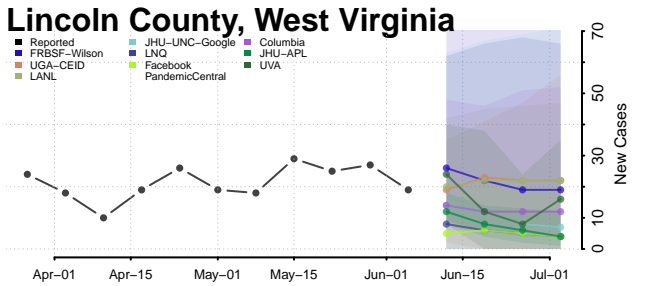 Lincoln County, West Virginia
Reported
FRBSF−Wilson
UGA−CEID
LANL
JHU−UNC−Google
LNQ
Facebook
PandemicCentral
Columbia
JHU−APL
UVA
70
50
30
10
0
New Cases
Apr−01 Apr−15 May−01 May−15 Jun−01 Jun−15 Jul−01